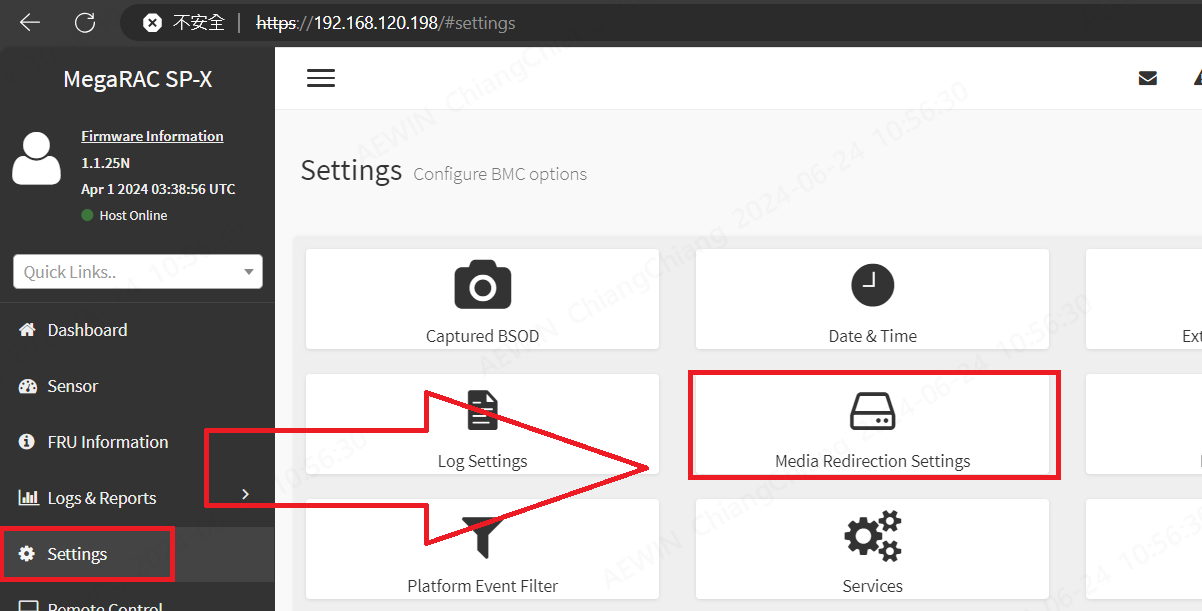 不安全 | https://192.168.120.198/#settings
MegaRAC SP-X
Firmware Information
1.1.25N
Apr 1 2024 03:38:56 UTC
Host Online
Quick Links..
Dashboard
Sensor
FRU Information
Logs & Reports
Settings
Remote Control
Settings Configure BMC options
Captured BSOD
Date & Time
Ext
Log Settings
Media Redirection Settings
Platform Event Filter
Services
AEWIN ChiangChiang 2024-06-24 10:56:30